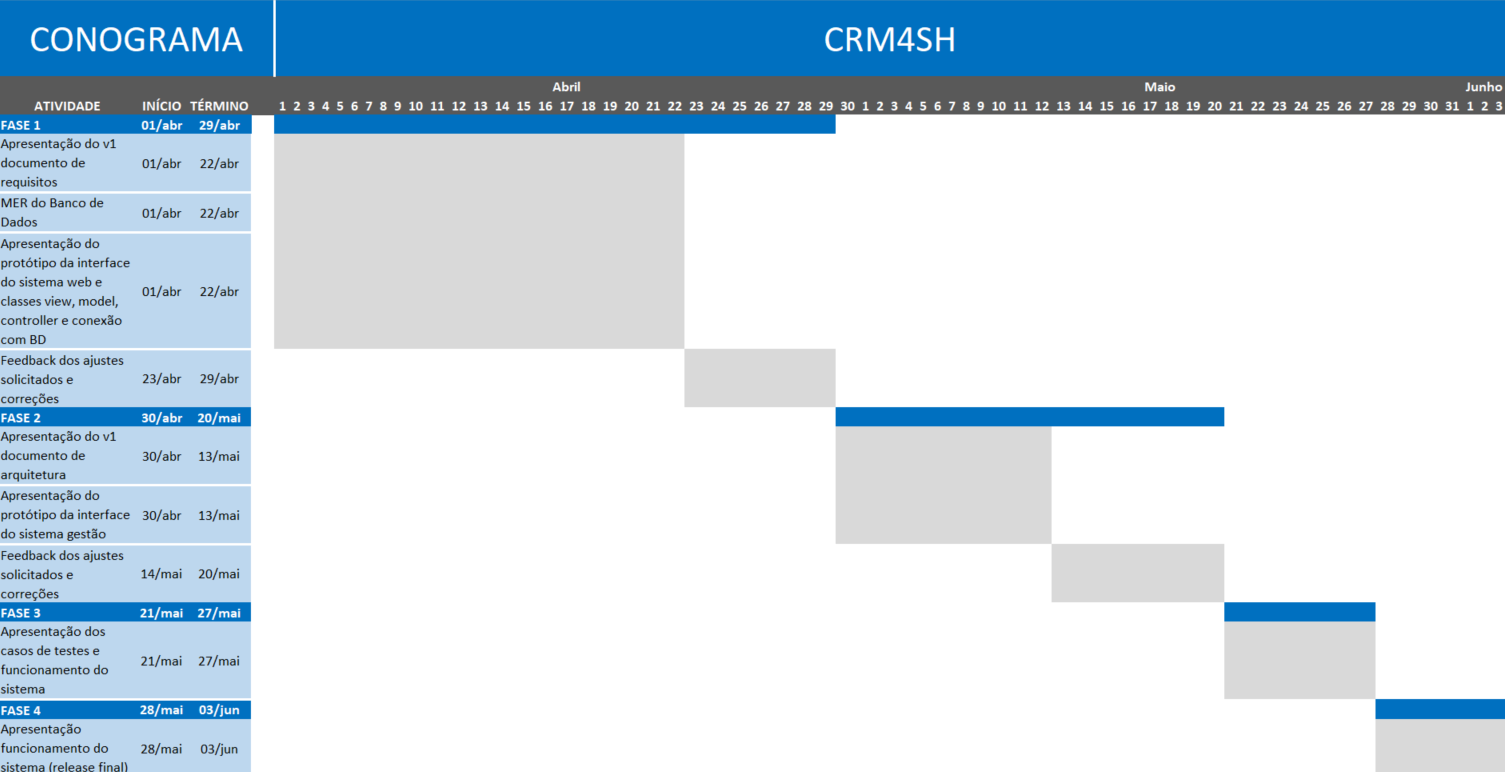 CONOGRAMA
CRM4SH
Abril
Maio
Junho
ATIVIDADE INÍCIO TÉRMINO 1 2 3 4 5 6 7 8 9 10 11 12 13 14 15 16 17 18 19 20 21 22 23 24 25 26 27 28 29 30 1 2 3 4 5 6 7 8 9 10 11 12 13 14 15 16 17 18 19 20 21 22 23 24 25 26 27 28 29 30 31 1 2 3
FASE 1 01/abr 29/abr
Apresentação do v1
documento de
requisitos
01/abr 22/abr
MER do Banco de
Dados
01/abr 22/abr
Apresentação do
protótipo da interface
do sistema web e
classes view, model,
controller e conexão
com BD
01/abr 22/abr
Feedback dos ajustes
solicitados e
correções
23/abr 29/abr
FASE 2 30/abr 20/mai
Apresentação do v1
documento de
arquitetura
30/abr 13/mai
Apresentação do
protótipo da interface
do sistema gestão
30/abr 13/mai
Feedback dos ajustes
solicitados e
correções
14/mai 20/mai
FASE 3 21/mai 27/mai
Apresentação dos
casos de testes e
funcionamento do
sistema
21/mai 27/mai
FASE 4 28/mai 03/jun
Apresentação
funcionamento do
sistema (release final)
28/mai 03/jun